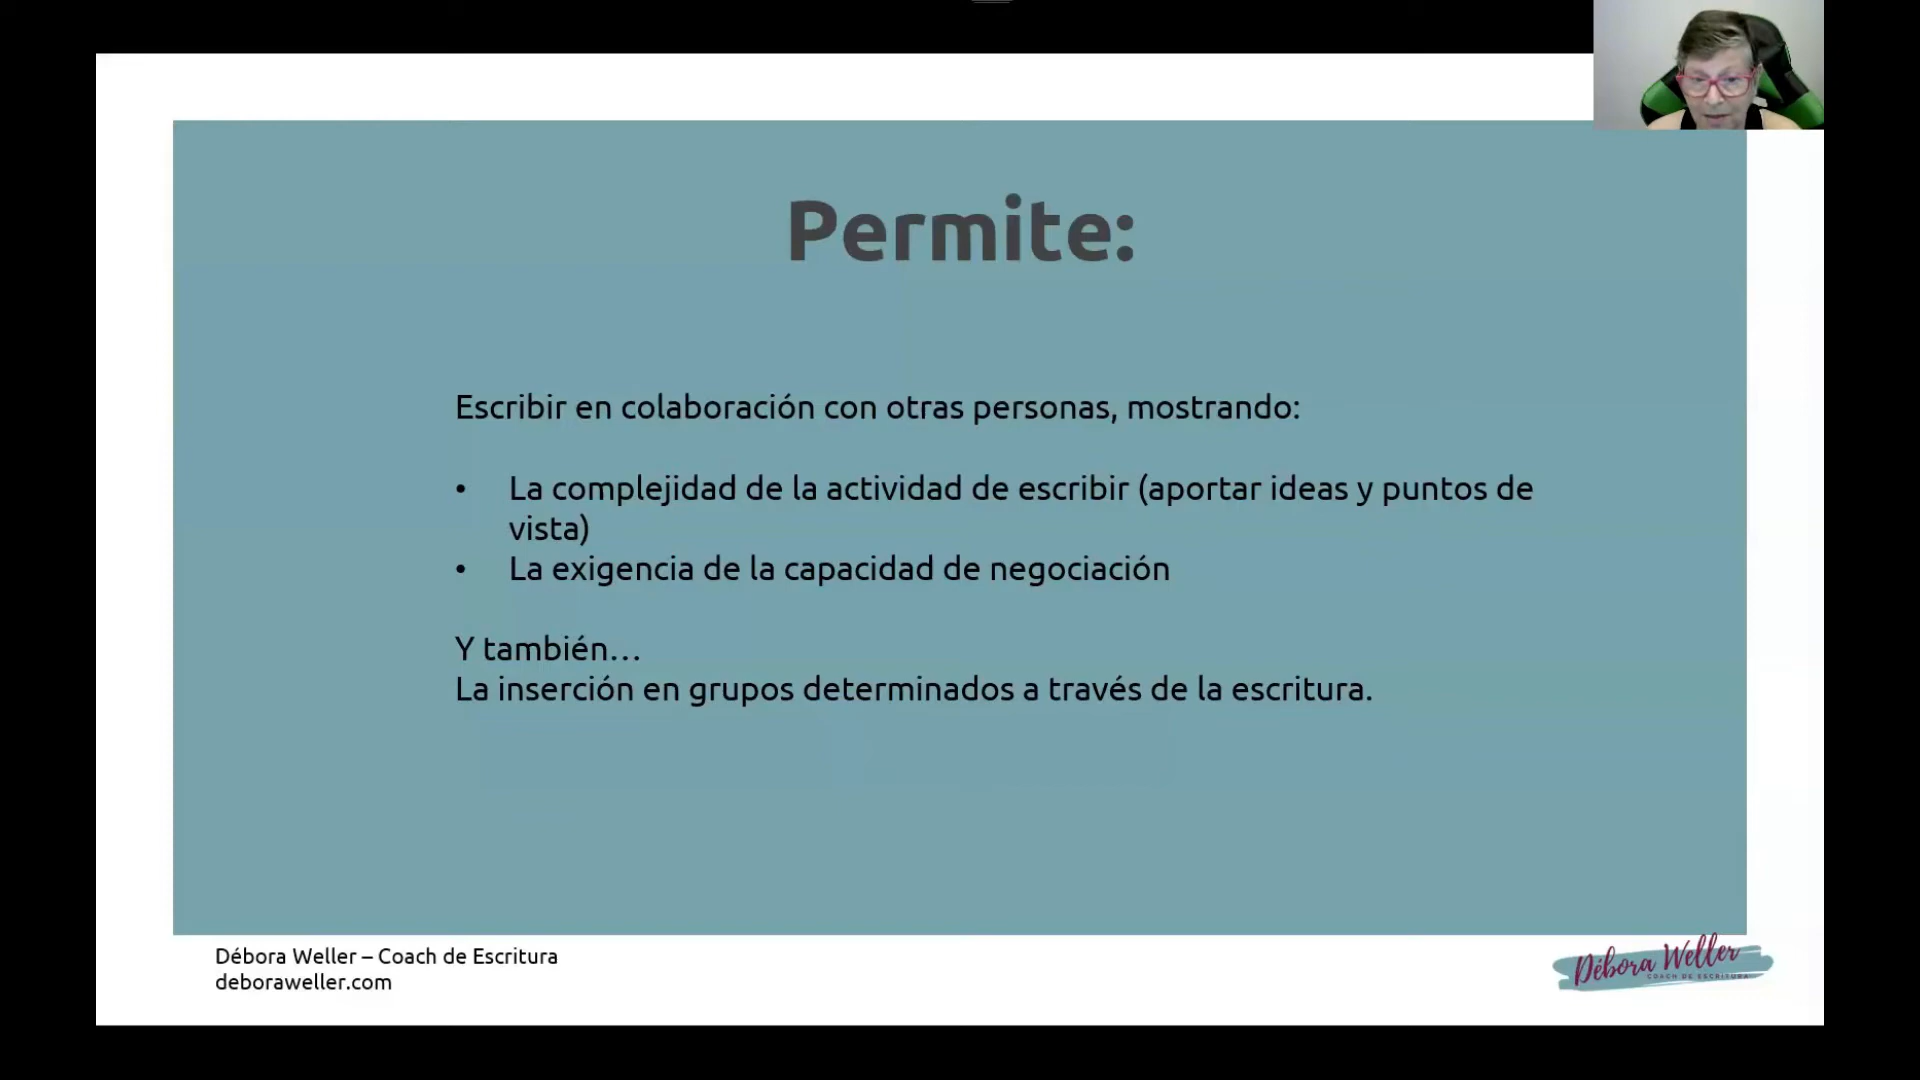 Permite:
Escribir en colaboración con otras personas, mostrando:
• La complejidad de la actividad de escribir (aportar ideas y puntos de
vista)
• La exigencia de la capacidad de negociación
Y también…
La inserción en grupos determinados a través de la escritura.
Débora Weller – Coach de Escritura
deboraweller.com
Débora Weller
COACH DE ESCRITURA